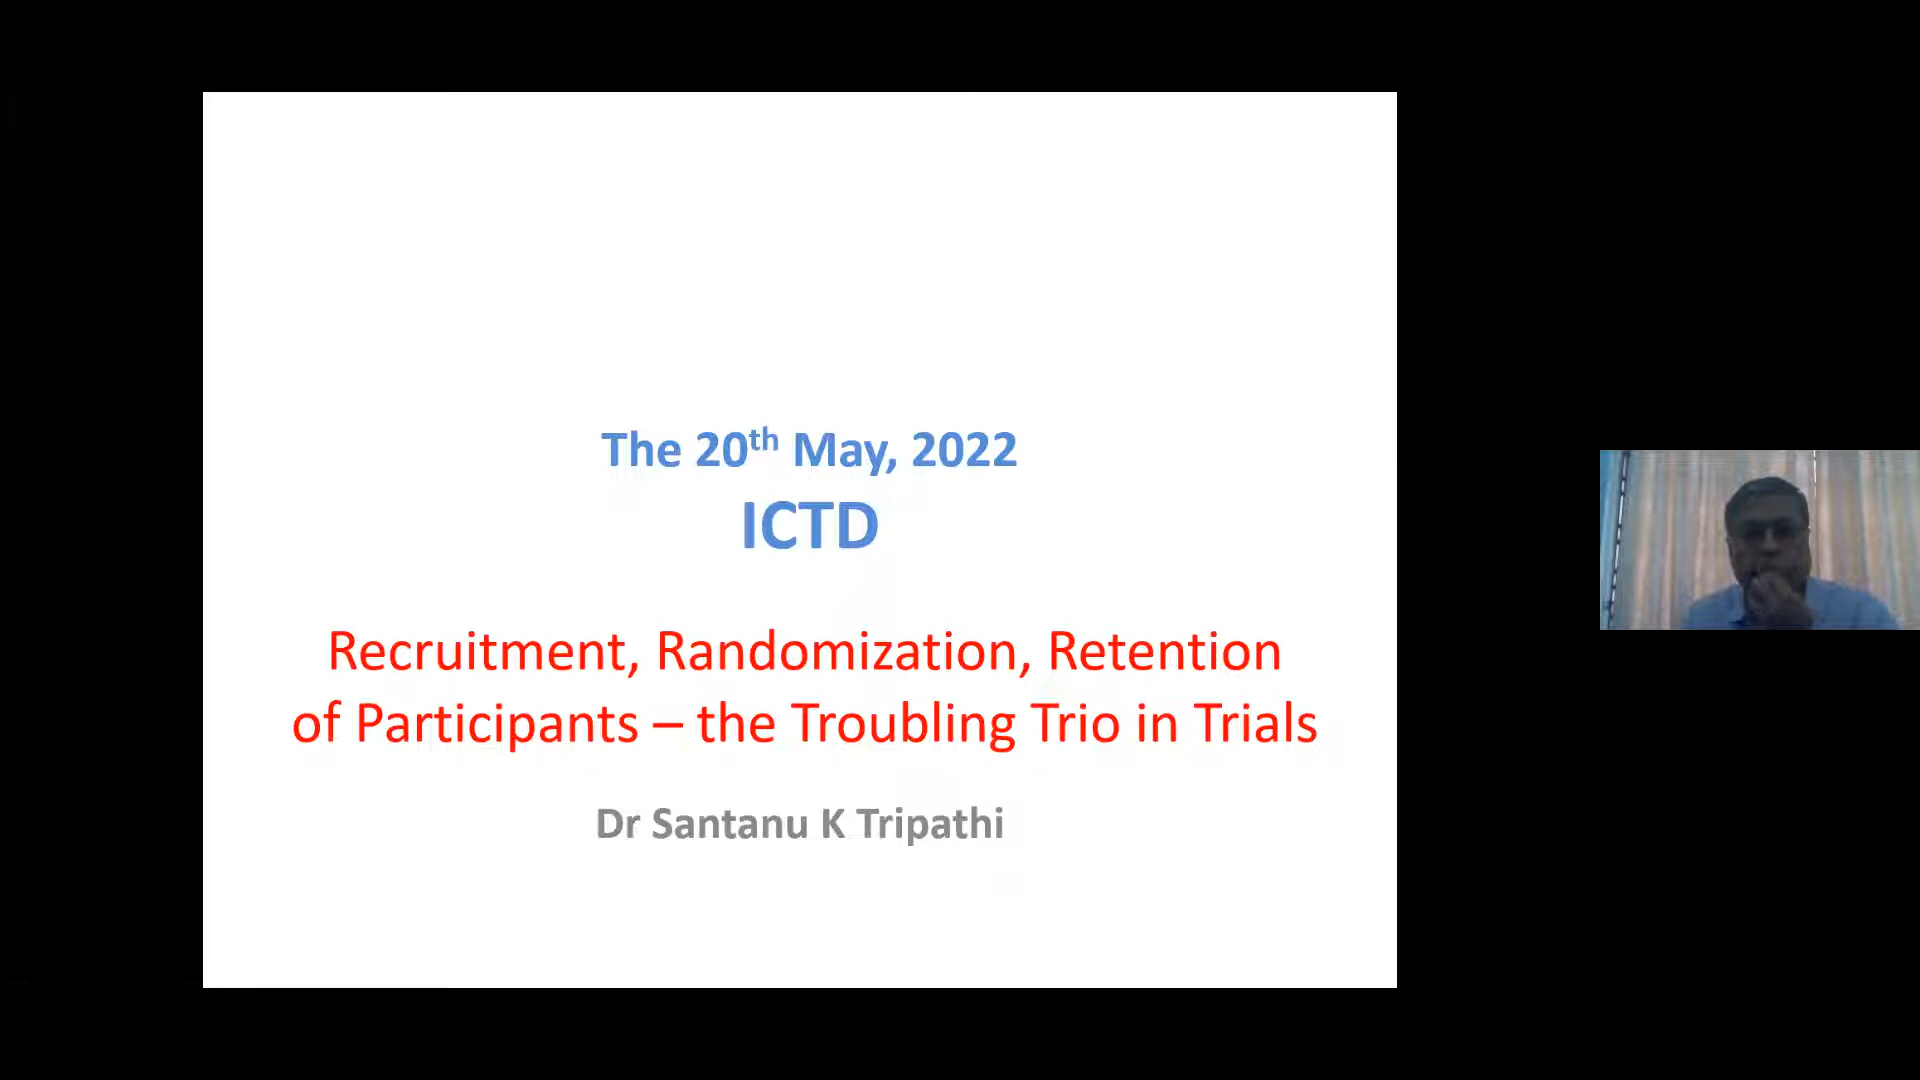 The 20th May, 2022
ICTD
Recruitment, Randomization, Retention
of Participants – the Troubling Trio in Trials
Dr Santanu K Tripathi